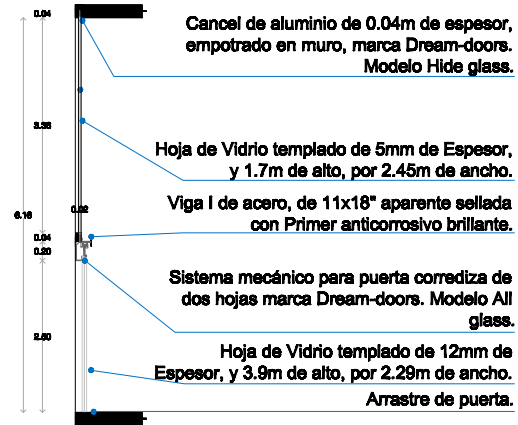 0.04
Cancel de aluminio de 0.04m de espesor,
empotrado en muro, marca Dream-doors.
Modelo Hide glass.
3.38
Hoja de Vidrio templado de 5mm de Espesor,
y 1.7m de alto, por 2.45m de ancho.
6.16
0.02
Viga I de acero, de 11x18" aparente sellada
con Primer anticorrosivo brillante.
0.04
0.20
Sistema mecánico para puerta corrediza de
dos hojas marca Dream-doors. Modelo All
glass.
2.50
Hoja de Vidrio templado de 12mm de
Espesor, y 3.9m de alto, por 2.29m de ancho.
Arrastre de puerta.